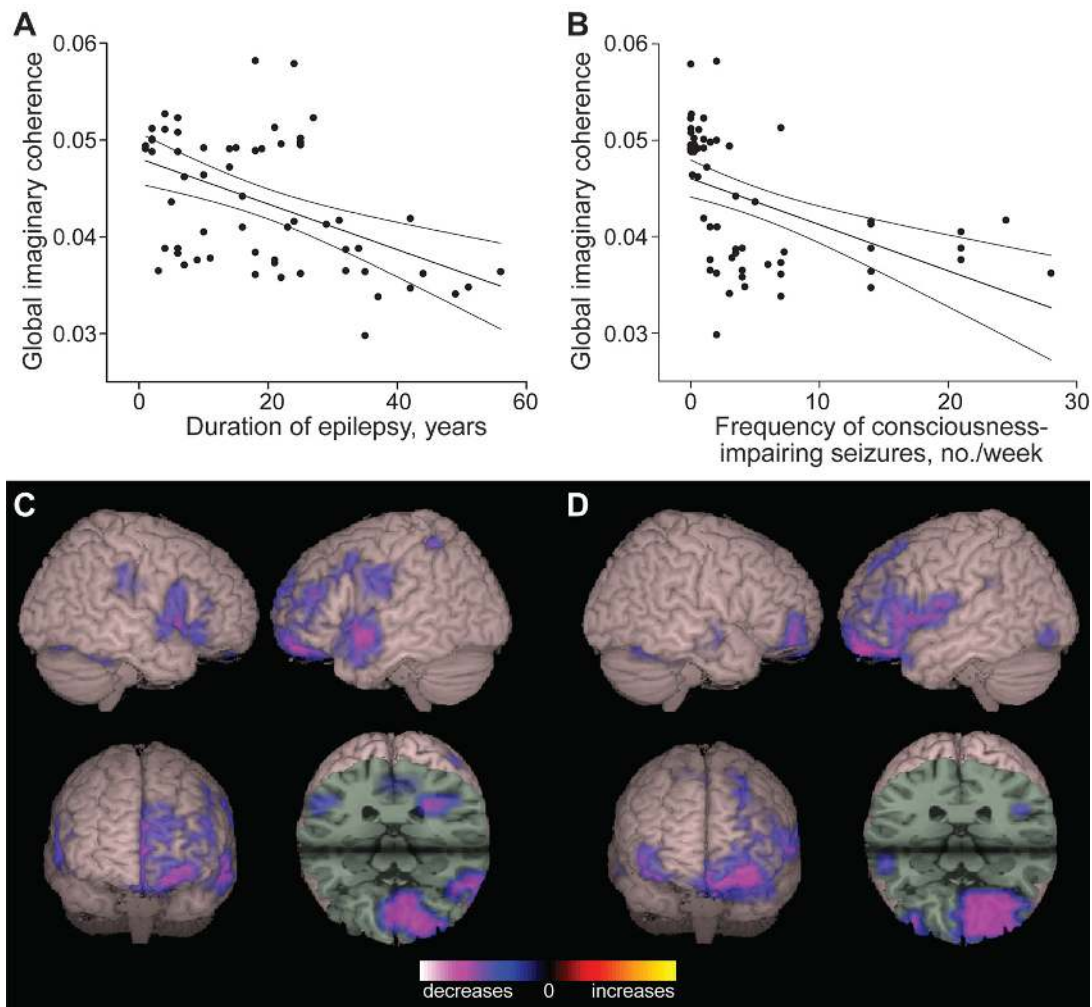 A
Global imaginary coherence
0.06
0.05
0.04
0.03
0
20
40
60
Duration of epilepsy, years
B
Global imaginary coherence
0.06
0.05
0.04
0.03
0
10
20
30
Frequency of consciousness-
impairing seizures, no./week
C
D
decreases 0 increases